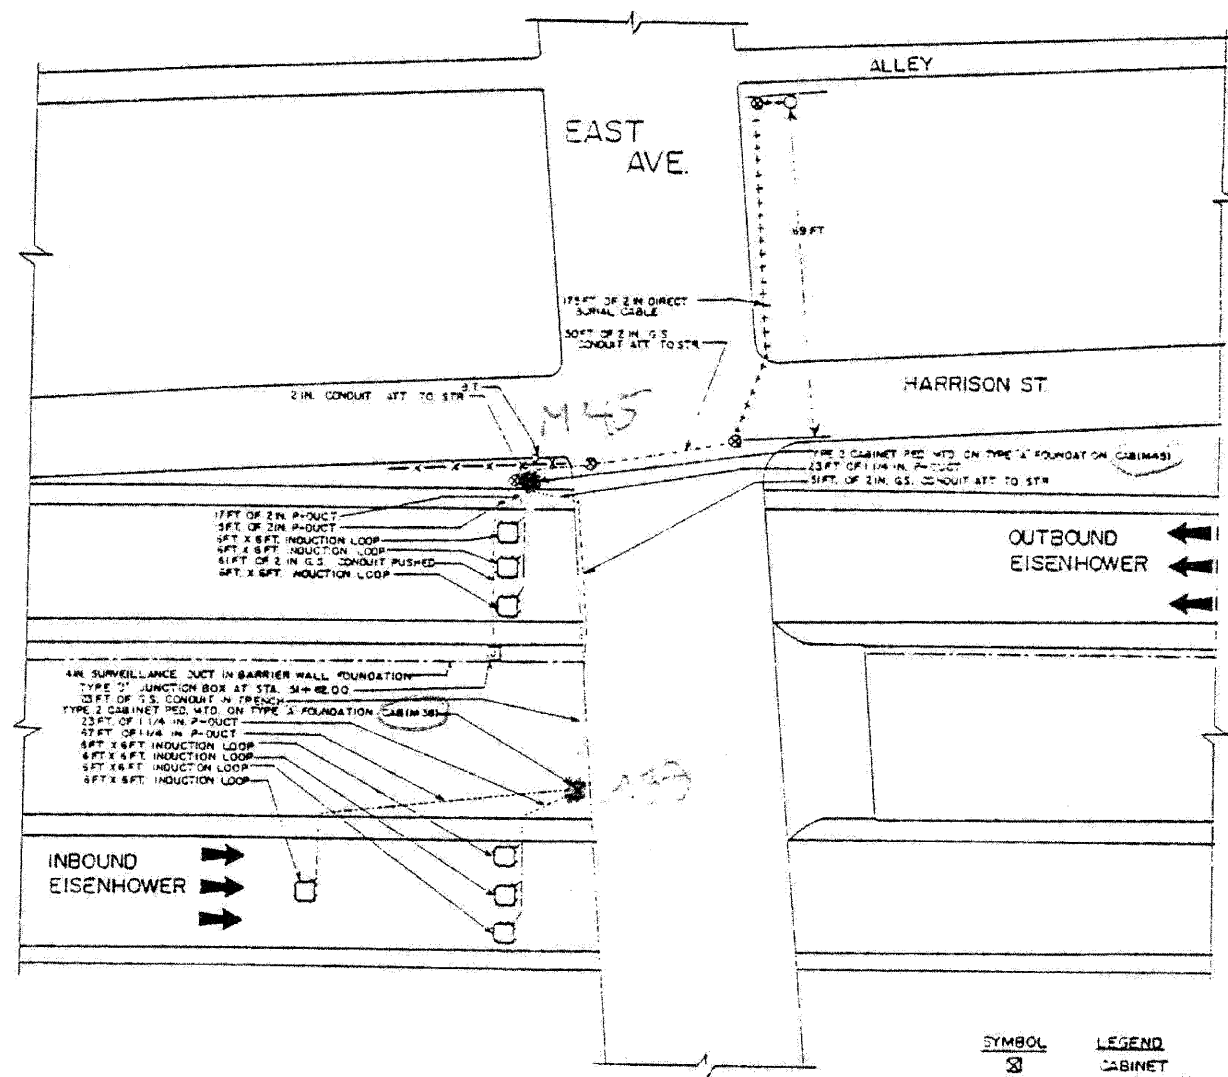 ALLEY
EAST
AVE.
69 FT
175 FT. OF 2 IN DIRECT
BURIAL CABLE
50 FT OF 2 IN. G.S.
CONDUIT ATT. TO STR.
HARRISON ST.
2 IN. CONDUIT ATT TO STR
M 45
TYPE 2 CABINET PED. MTD. ON TYPE "A" FOUNDATION CAB(M45)
23 FT OF 1 1/4 IN. P-DUCT
51 FT. OF 2 IN. G.S. CONDUIT ATT TO STR
17 FT OF 2 IN. P-DUCT
5 FT. OF 2 IN. P-DUCT
6 FT X 6 FT. INDUCTION LOOP
6 FT X 6 FT. INDUCTION LOOP
61 FT OF 2 IN G.S. CONDUIT PUSHED
6 FT. X 6 FT. INDUCTION LOOP
OUTBOUND
EISENHOWER
4 IN. SURVEILLANCE DUCT IN BARRIER WALL FOUNDATION
JUNCTION BOX AT STA.
OF G.S. CONDUIT IN TRENCH
TYPE 2 CABINET PED. MTD. ON TYPE "A" FOUNDATION
23 FT. OF 1 1/4 IN. P-DUCT
67 FT. OF 1 1/4 IN P-DUCT
6 FT X 6 FT INDUCTION LOOP
6 FT X 6 FT. INDUCTION LOOP
6 FT X 6 FT. INDUCTION LOOP
6 FT X 6 FT. INDUCTION LOOP
INBOUND
EISENHOWER
SYMBOL LEGEND
CABINET